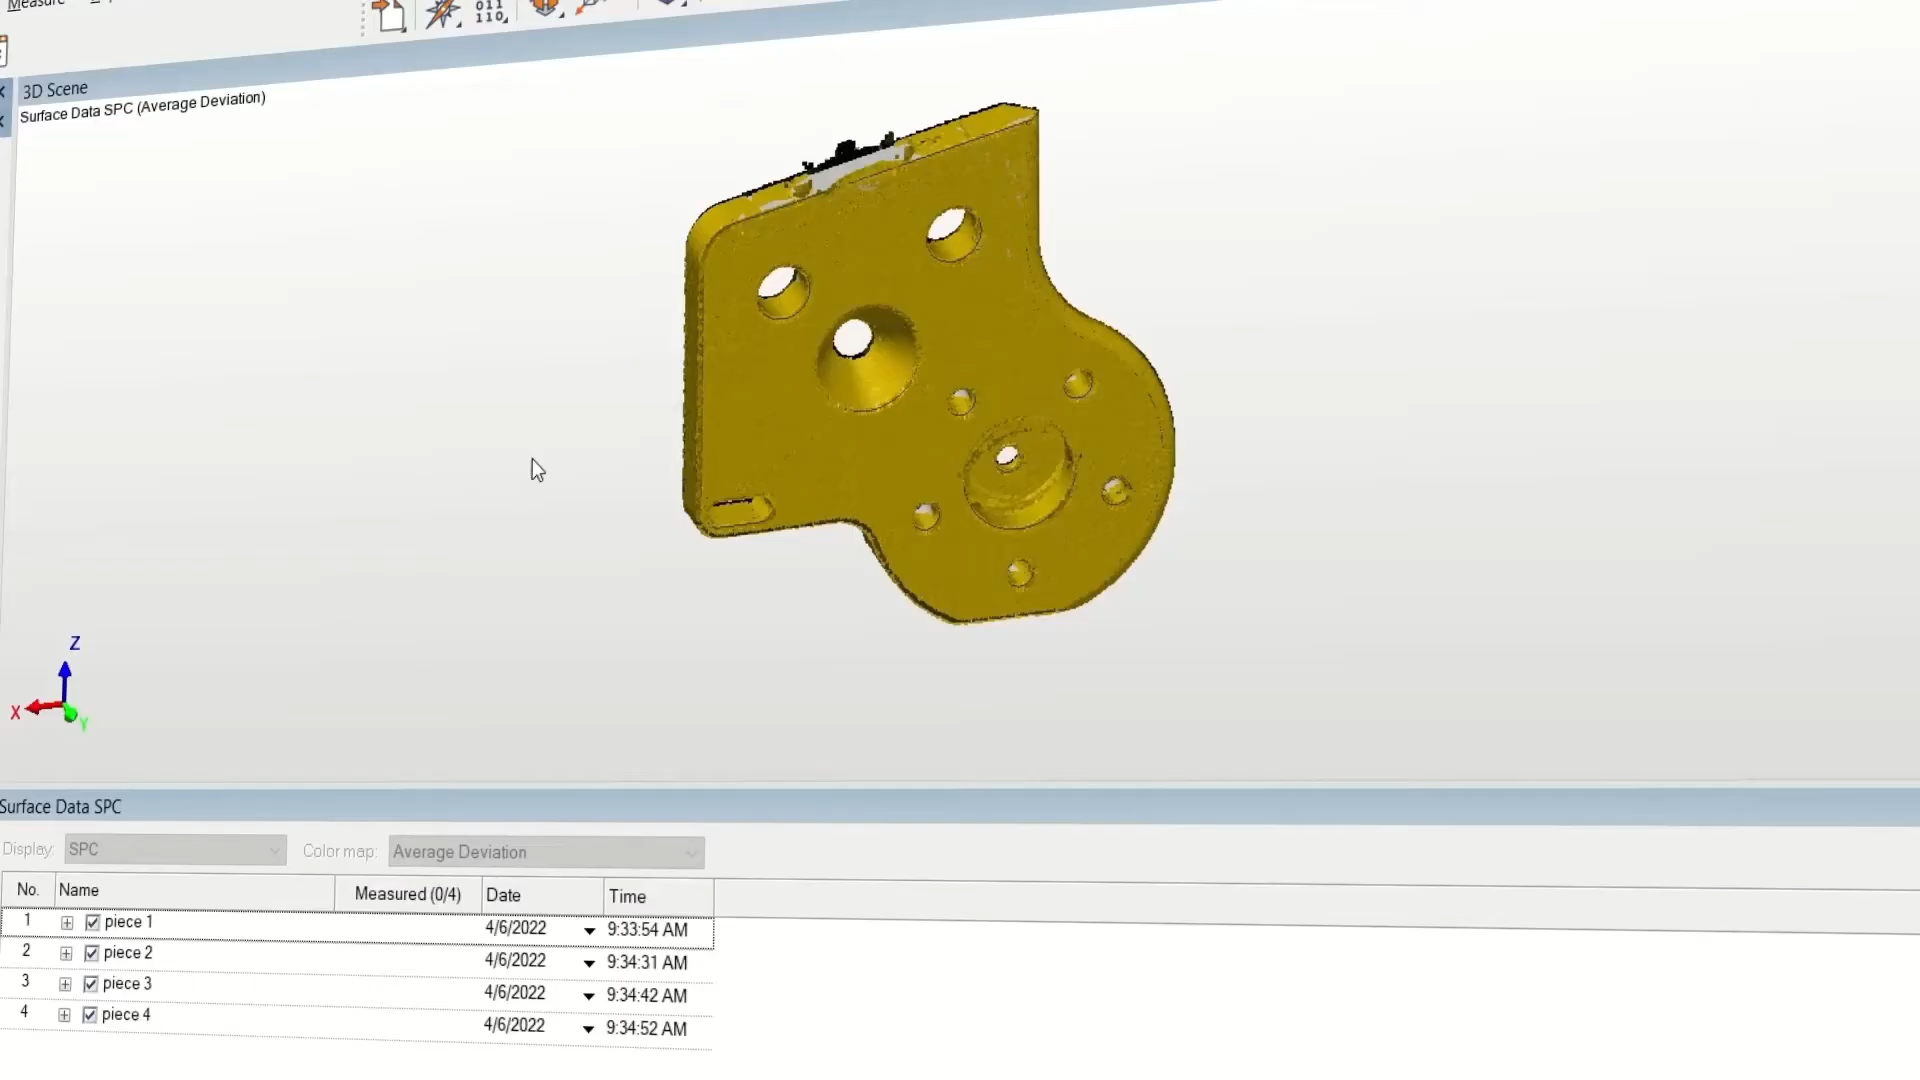 Measure
011
110
3D Scene
Surface Data SPC (Average Deviation)
Z
X
Y
Surface Data SPC
Display: SPC Color map: Average Deviation
No. Name Measured (0/4) Date Time
1 piece 1 4/6/2022 9:33:54 AM
2 piece 2 4/6/2022 9:34:31 AM
3 piece 3 4/6/2022 9:34:42 AM
4 piece 4 4/6/2022 9:34:52 AM